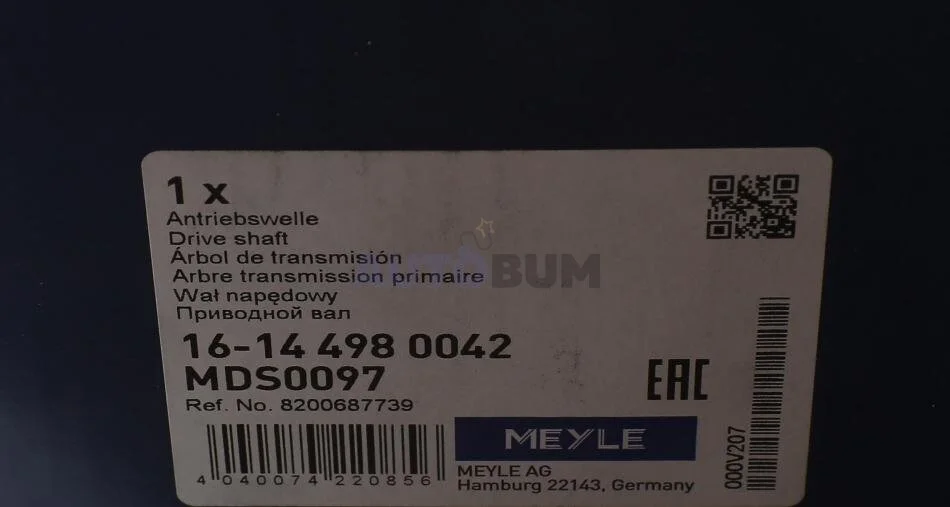 1 x
Antriebswelle
Drive shaft
Árbol de transmisión
Arbre transmission primaire
Wał napędowy
Приводной вал
16-14 498 0042
MDS0097
Ref. No. 8200687739
4 040074 220856
EAC
MEYLE
MEYLE AG
Hamburg 22143, Germany
000V207
BUM